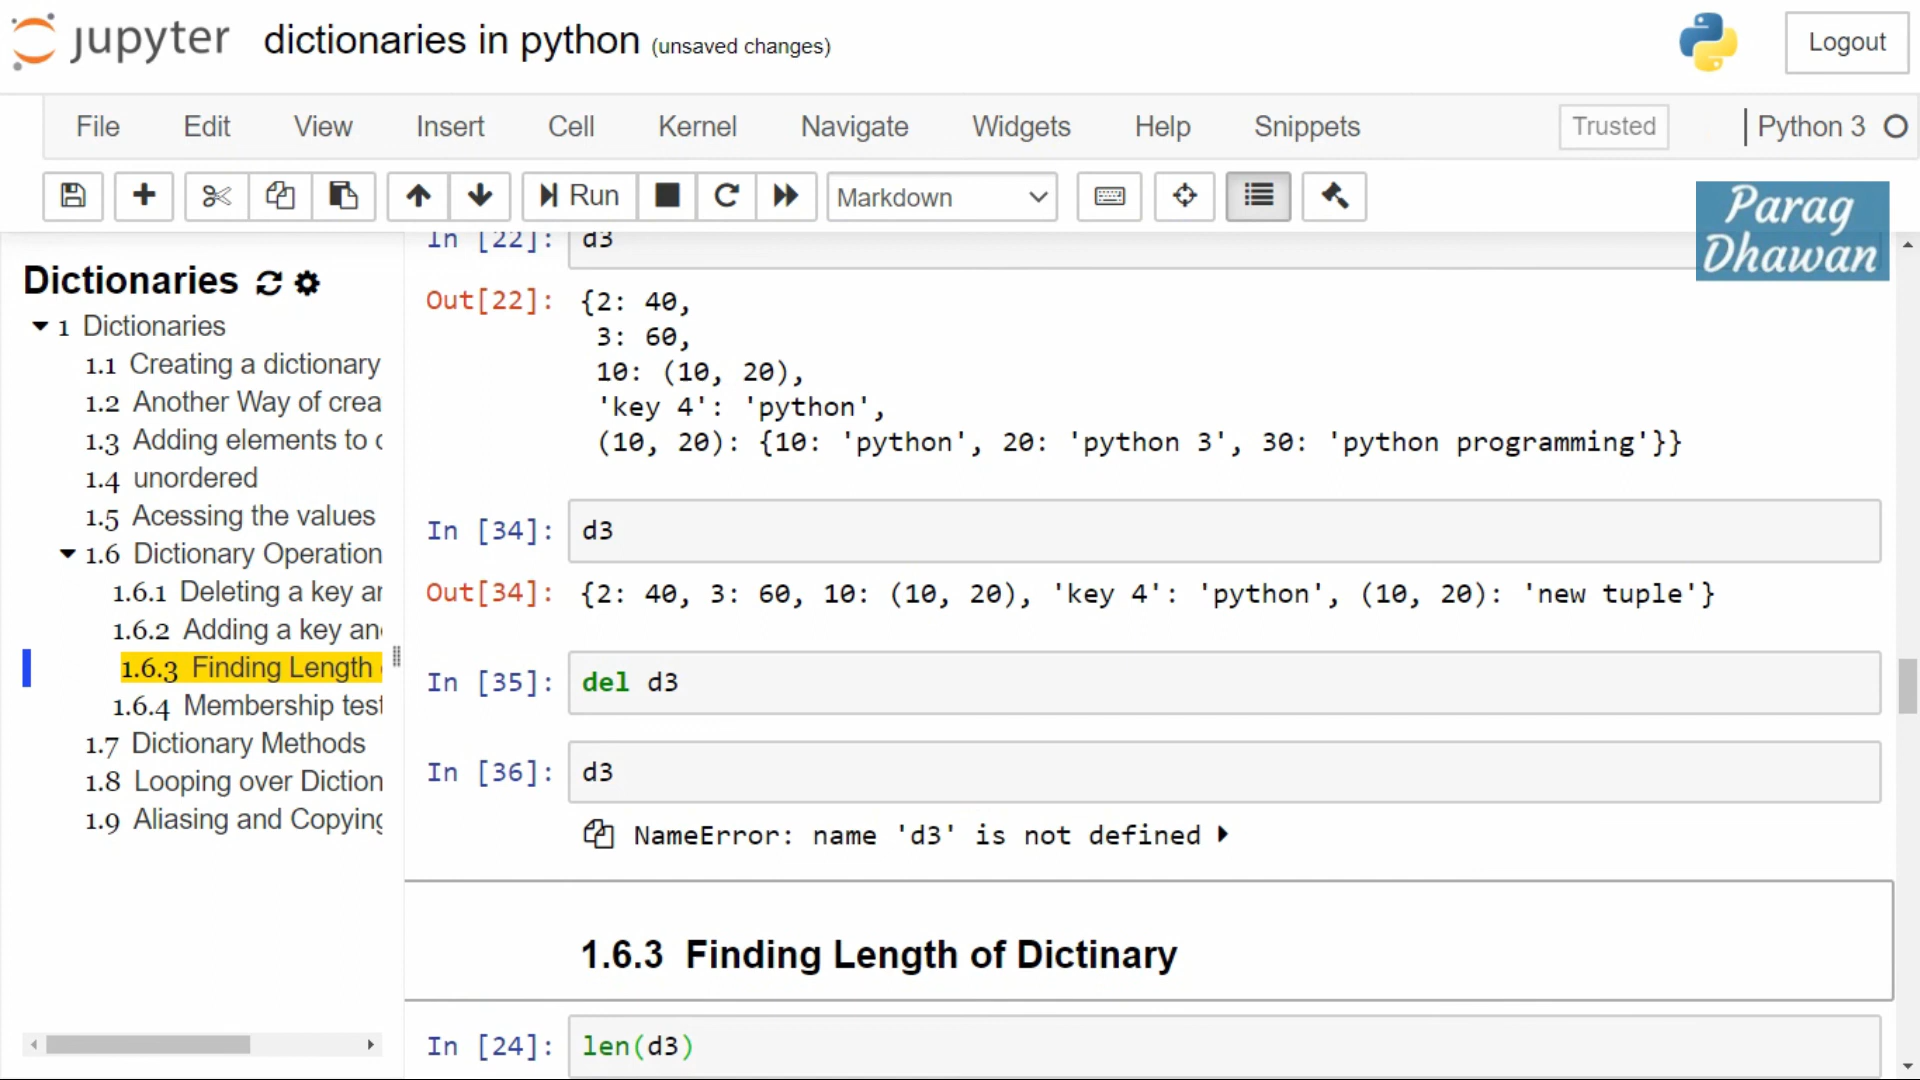 jupyter dictionaries in python (unsaved changes)
Logout
File Edit View Insert Cell Kernel Navigate Widgets Help Snippets Trusted Python 3
Run Markdown
Parag
Dhawan
Dictionaries
1 Dictionaries
1.1 Creating a dictionary
1.2 Another Way of crea
1.3 Adding elements to
1.4 unordered
1.5 Acessing the values
1.6 Dictionary Operation
1.6.1 Deleting a key ar
1.6.2 Adding a key an
1.6.3 Finding Length
1.6.4 Membership test
1.7 Dictionary Methods
1.8 Looping over Diction
1.9 Aliasing and Copying
In [22]: d3
Out[22]: {2: 40,
3: 60,
10: (10, 20),
'key 4': 'python',
(10, 20): {10: 'python', 20: 'python 3', 30: 'python programming'}}
In [34]: d3
Out[34]: {2: 40, 3: 60, 10: (10, 20), 'key 4': 'python', (10, 20): 'new tuple'}
In [35]: del d3
In [36]: d3
NameError: name 'd3' is not defined
1.6.3 Finding Length of Dictinary
In [24]: len(d3)